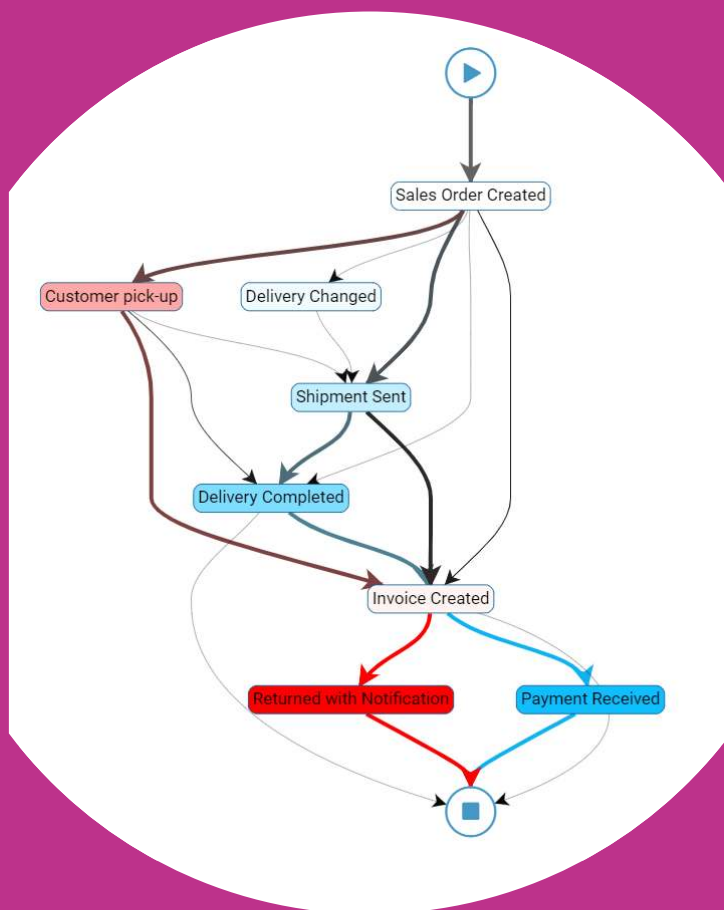 Sales Order Created
Customer pick-up
Delivery Changed
Shipment Sent
Delivery Completed
Invoice Created
Returned with Notification
Payment Received